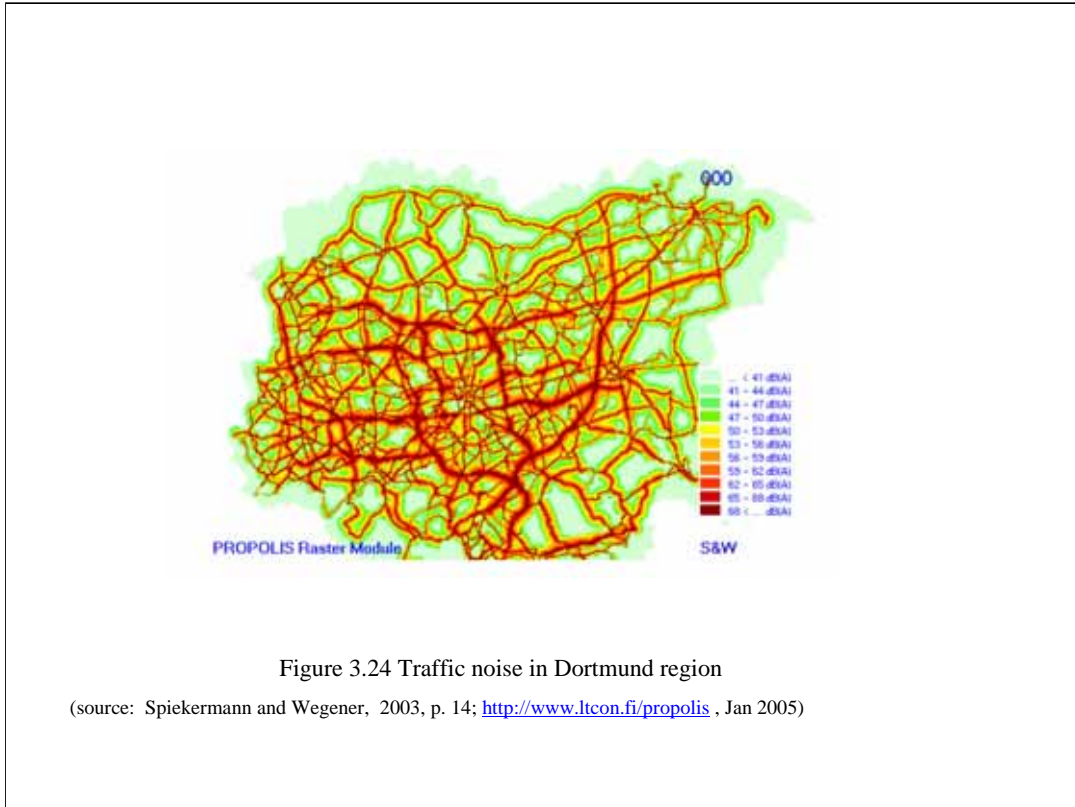 000
... < 41 dB(A)
41 - 44 dB(A)
44 - 47 dB(A)
47 - 50 dB(A)
50 - 53 dB(A)
53 - 56 dB(A)
56 - 59 dB(A)
59 - 62 dB(A)
62 - 65 dB(A)
65 - 68 dB(A)
68 < ... dB(A)
PROPOLIS Raster Module
S&W
Figure 3.24 Traffic noise in Dortmund region
(source: Spiekermann and Wegener, 2003, p. 14; http://www.ltcon.fi/propolis , Jan 2005)